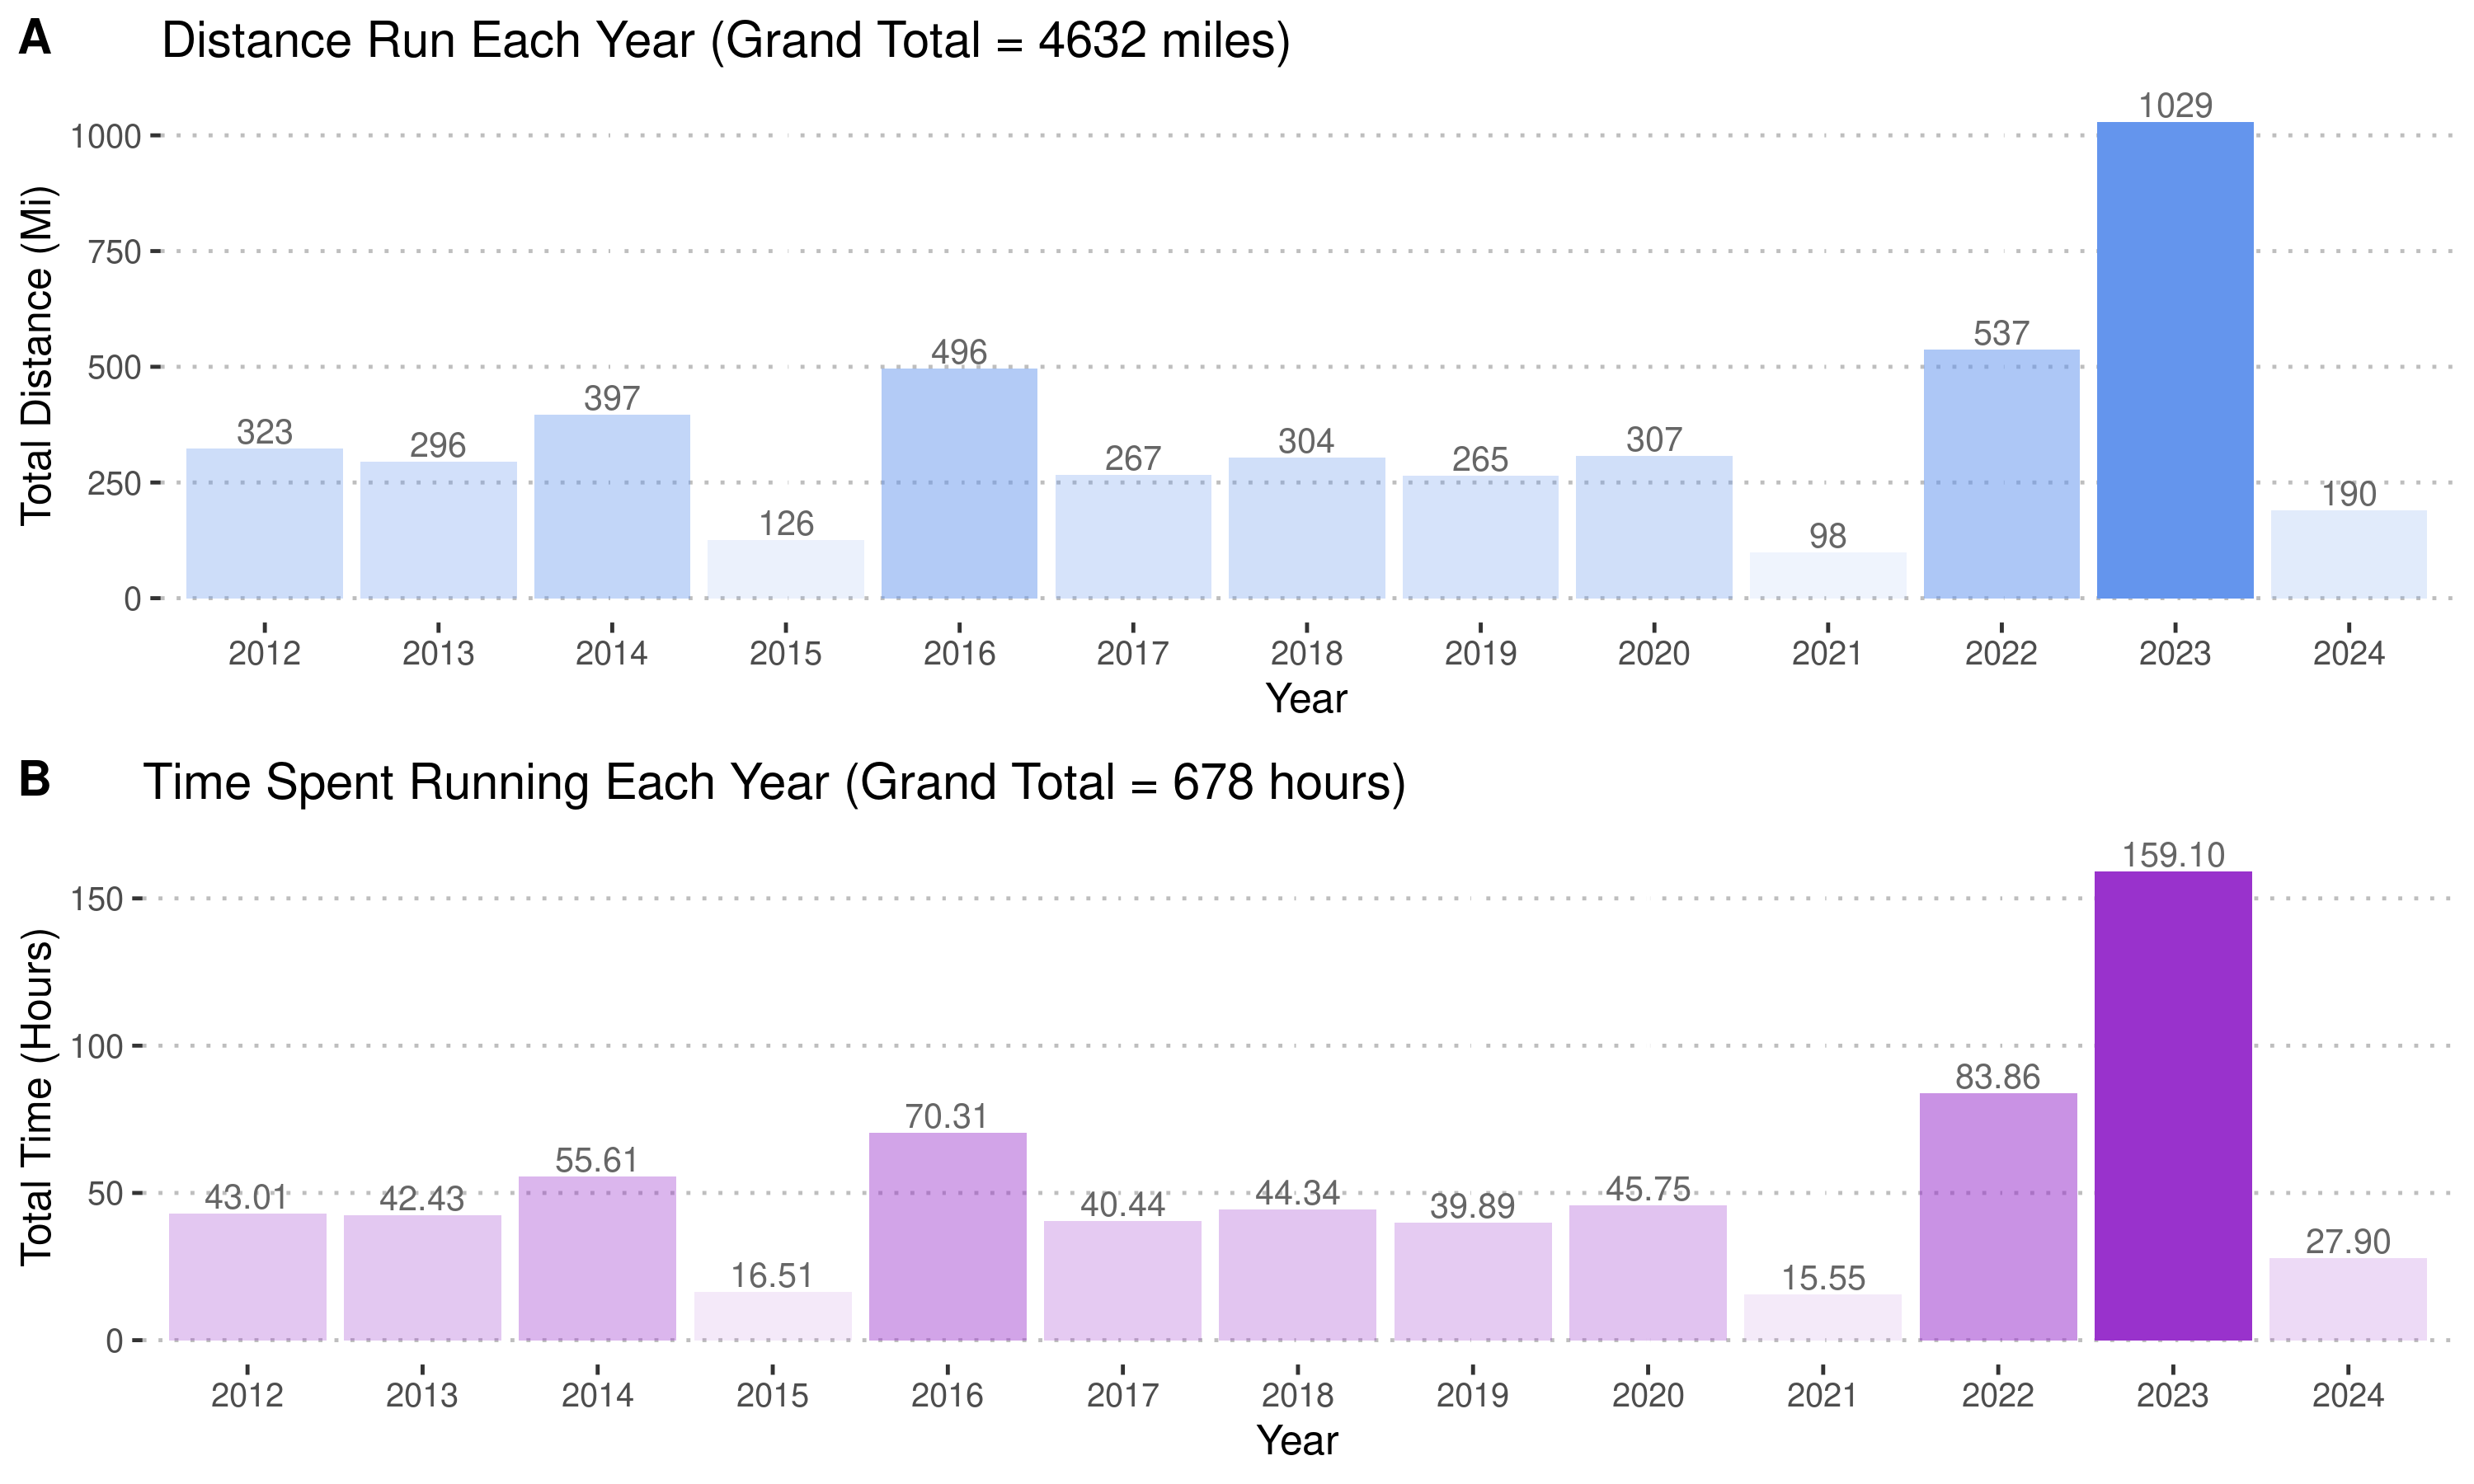 A Distance Run Each Year (Grand Total = 4632 miles)
Total Distance (Mi)
1000
750
500
250
0
323 296 397 126 496 267 304 265 307 98 537 1029 190
2012 2013 2014 2015 2016 2017 2018 2019 2020 2021 2022 2023 2024
Year
B Time Spent Running Each Year (Grand Total = 678 hours)
Total Time (Hours)
150
100
50
0
43.01 42.43 55.61 16.51 70.31 40.44 44.34 39.89 45.75 15.55 83.86 159.10 27.90
2012 2013 2014 2015 2016 2017 2018 2019 2020 2021 2022 2023 2024
Year